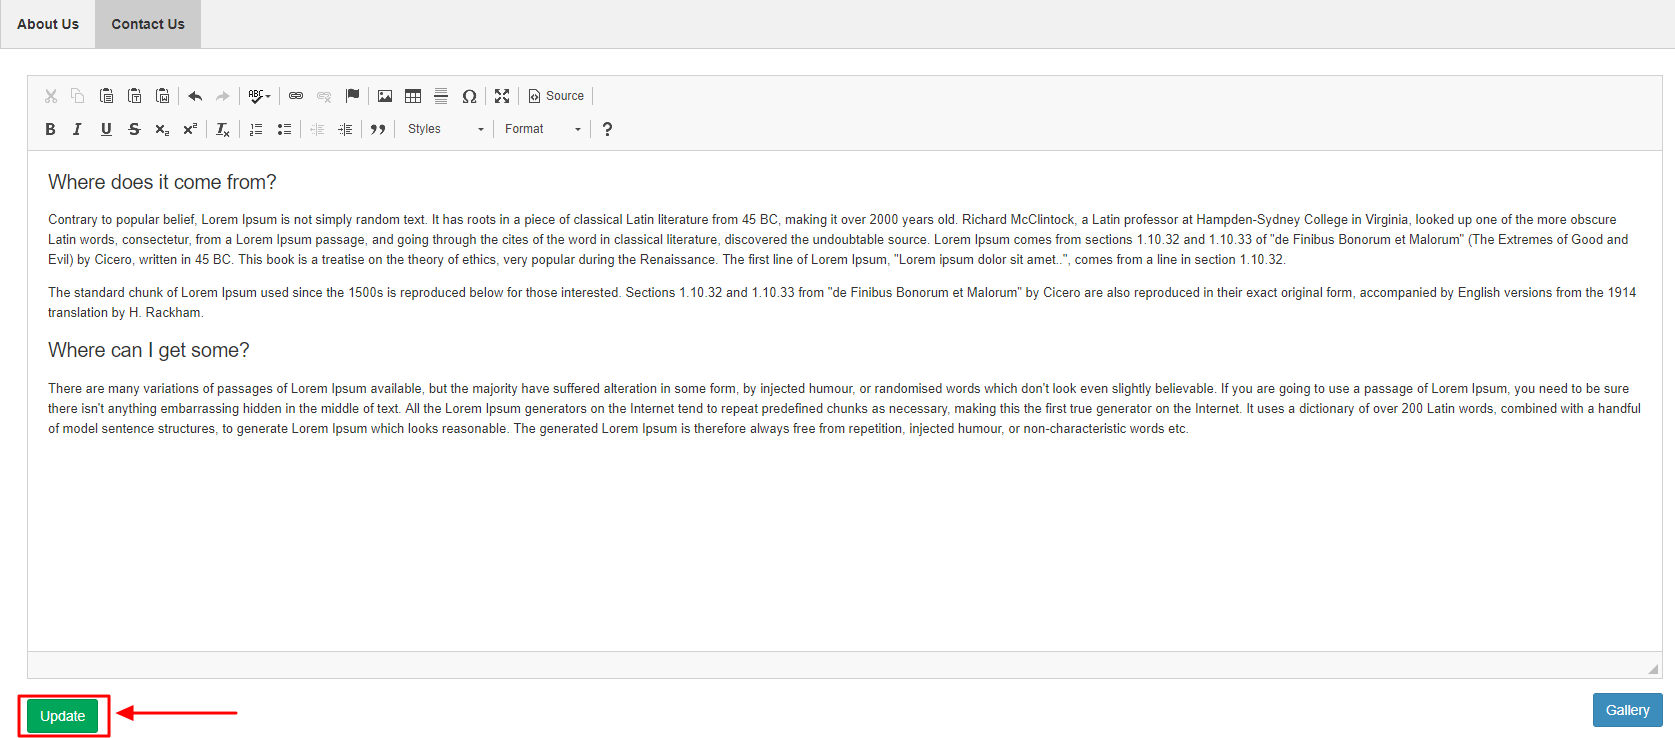 About Us Contact Us
ABC Source
B I U S x₂ x² Tx Styles Format ?
Where does it come from?
Contrary to popular belief, Lorem Ipsum is not simply random text. It has roots in a piece of classical Latin literature from 45 BC, making it over 2000 years old. Richard McClintock, a Latin professor at Hampden-Sydney College in Virginia, looked up one of the more obscure
Latin words, consectetur, from a Lorem Ipsum passage, and going through the cites of the word in classical literature, discovered the undoubtable source. Lorem Ipsum comes from sections 1.10.32 and 1.10.33 of "de Finibus Bonorum et Malorum" (The Extremes of Good and
Evil) by Cicero, written in 45 BC. This book is a treatise on the theory of ethics, very popular during the Renaissance. The first line of Lorem Ipsum, "Lorem ipsum dolor sit amet..", comes from a line in section 1.10.32.
The standard chunk of Lorem Ipsum used since the 1500s is reproduced below for those interested. Sections 1.10.32 and 1.10.33 from "de Finibus Bonorum et Malorum" by Cicero are also reproduced in their exact original form, accompanied by English versions from the 1914
translation by H. Rackham.
Where can I get some?
There are many variations of passages of Lorem Ipsum available, but the majority have suffered alteration in some form, by injected humour, or randomised words which don't look even slightly believable. If you are going to use a passage of Lorem Ipsum, you need to be sure
there isn't anything embarrassing hidden in the middle of text. All the Lorem Ipsum generators on the Internet tend to repeat predefined chunks as necessary, making this the first true generator on the Internet. It uses a dictionary of over 200 Latin words, combined with a handful
of model sentence structures, to generate Lorem Ipsum which looks reasonable. The generated Lorem Ipsum is therefore always free from repetition, injected humour, or non-characteristic words etc.
Update Gallery